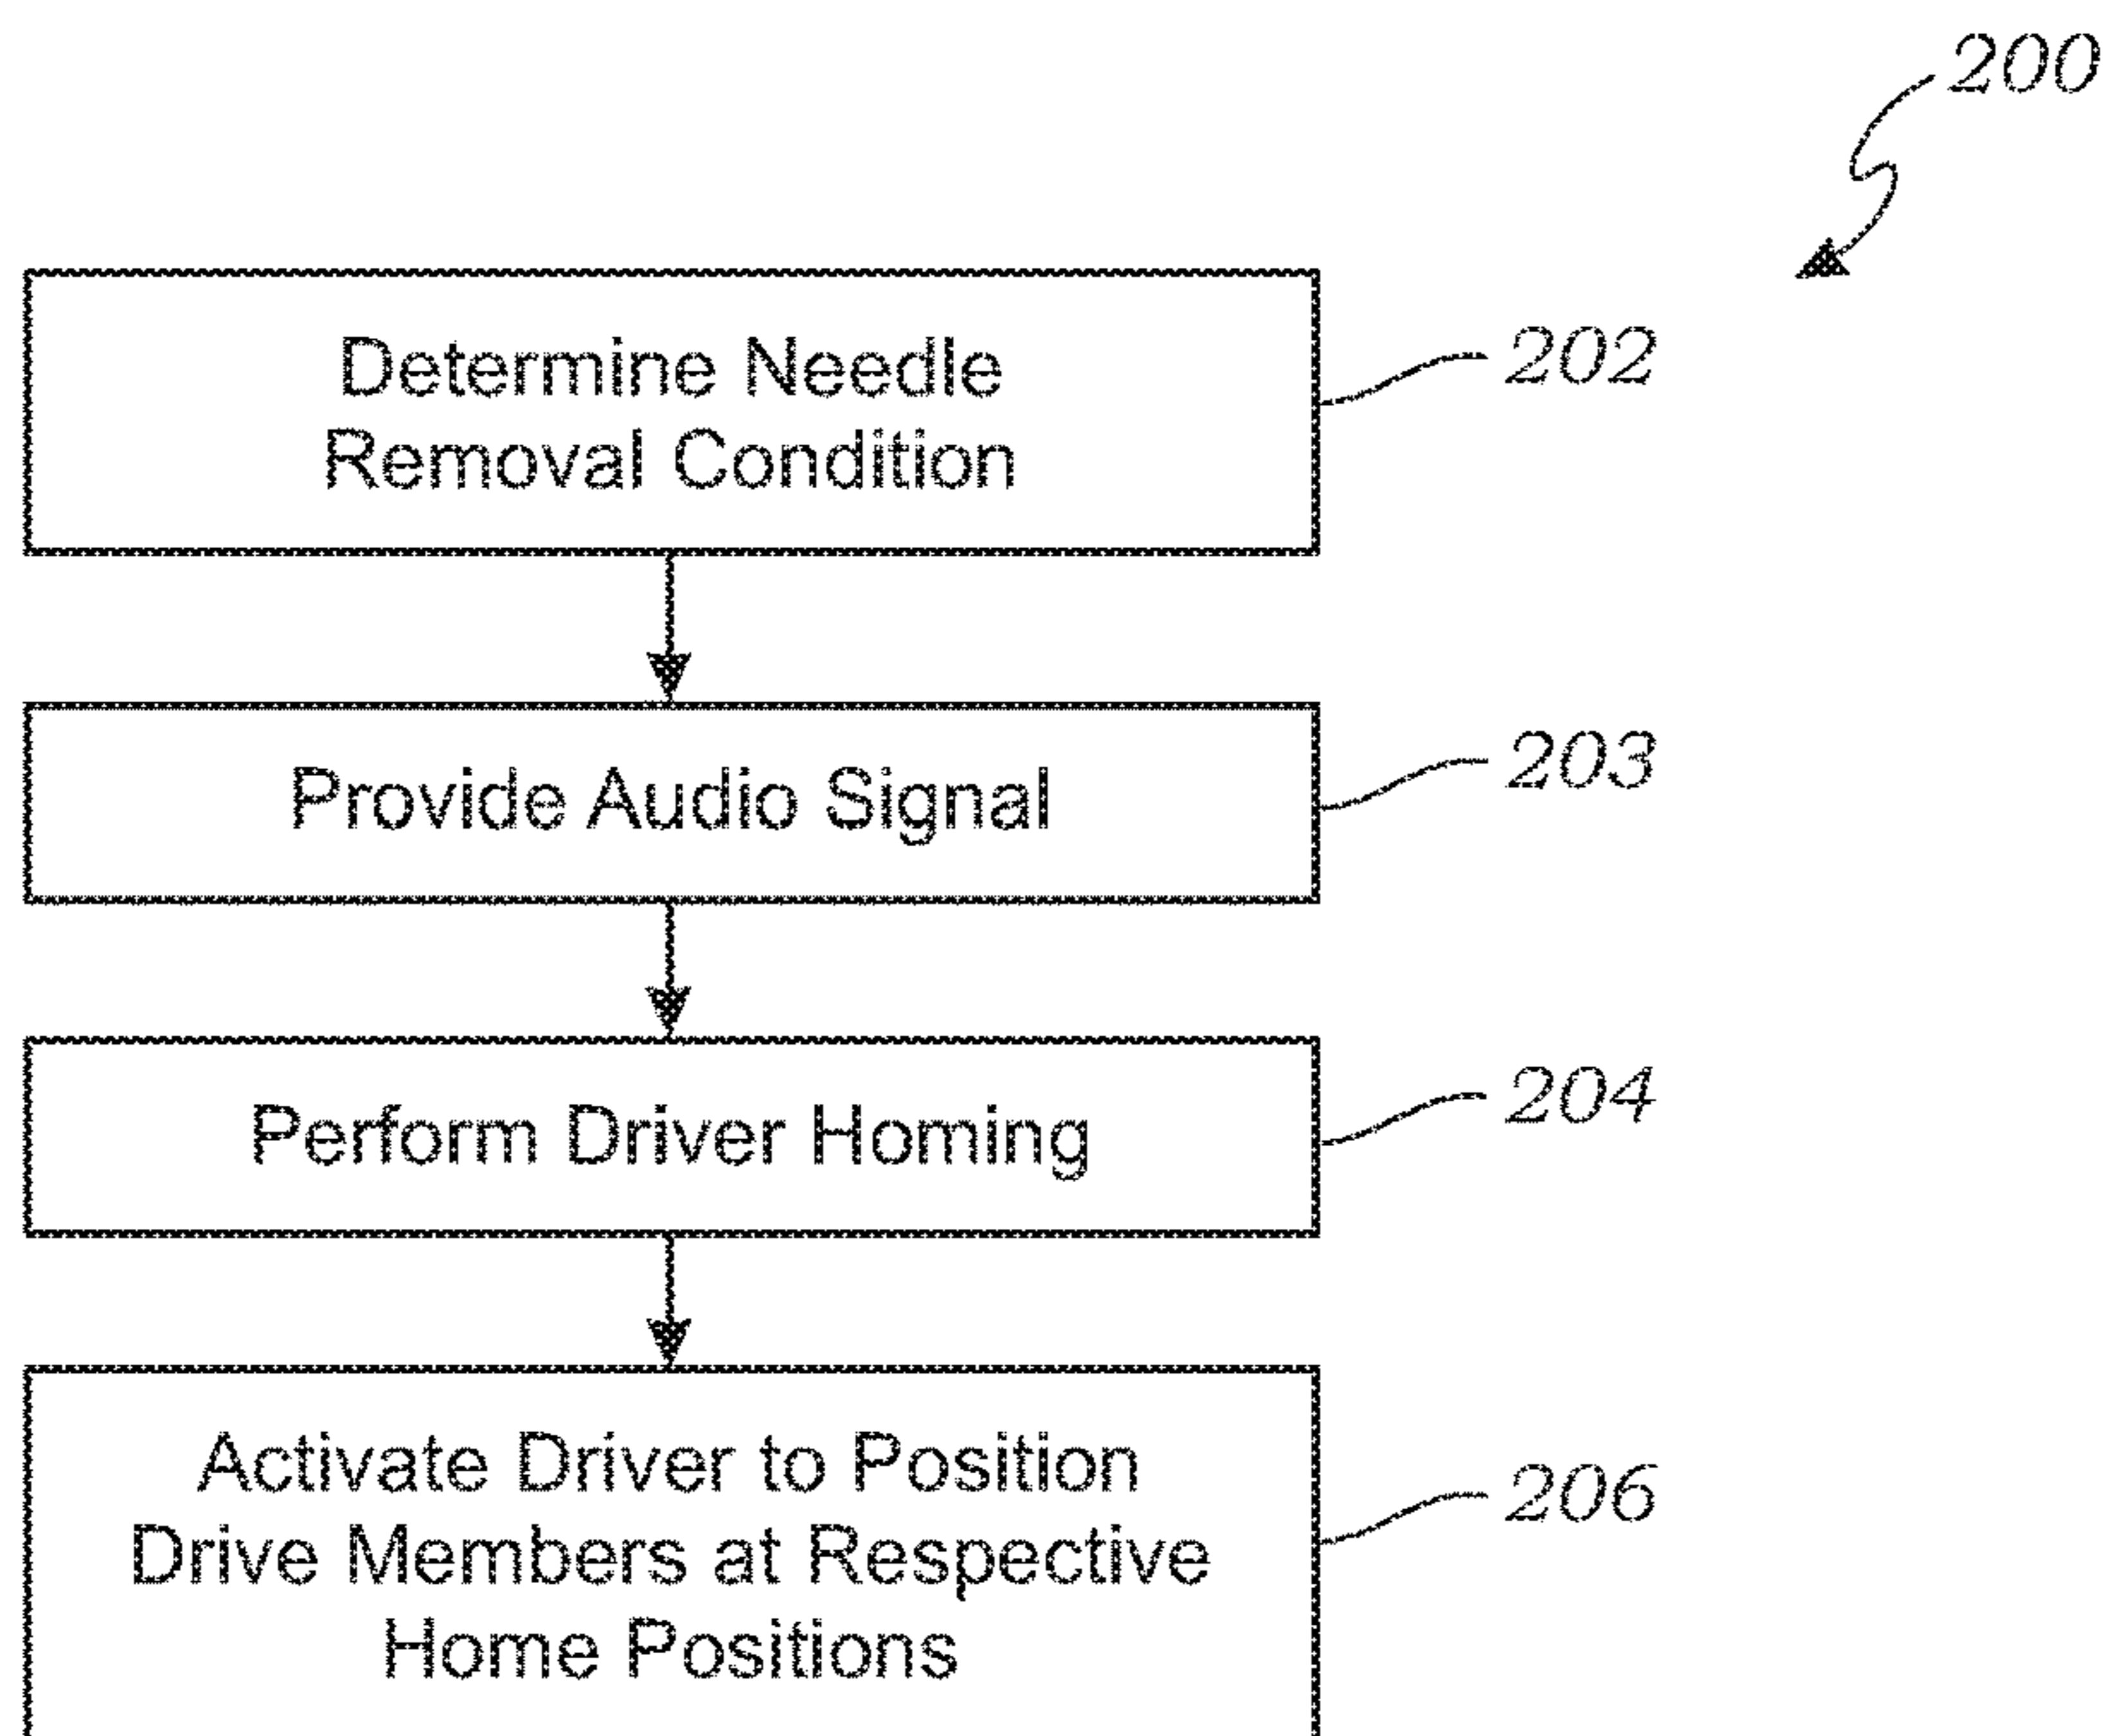 200
Determine Needle
Removal Condition
202
Provide Audio Signal
203
Perform Driver Homing
204
Activate Driver to Position
Drive Members at Respective
Home Positions
206